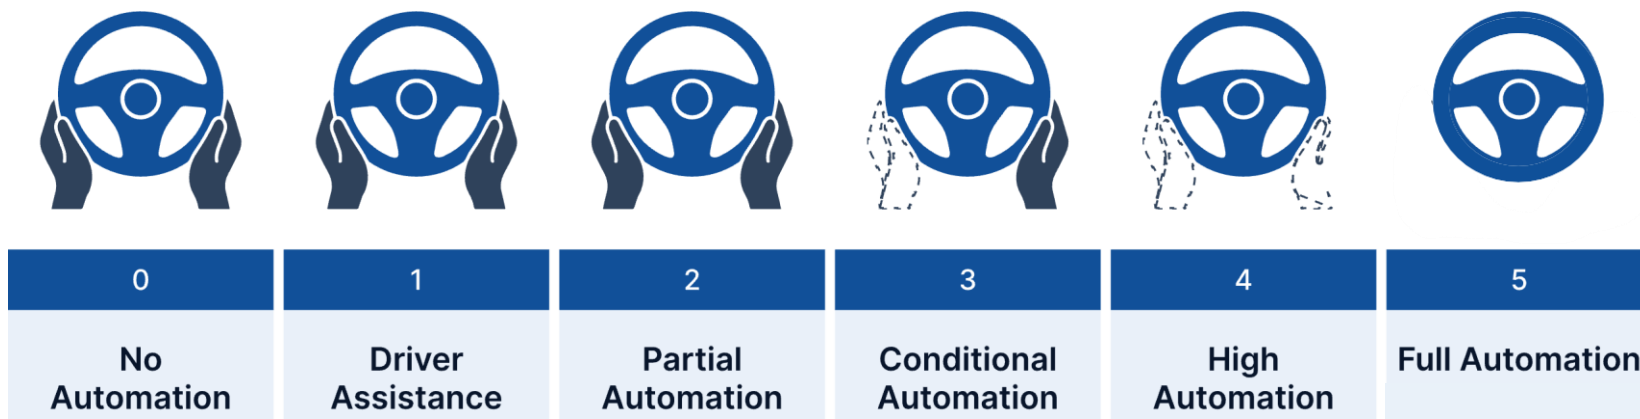 0
No
Automation
1
Driver
Assistance
2
Partial
Automation
3
Conditional
Automation
4
High
Automation
5
Full Automation